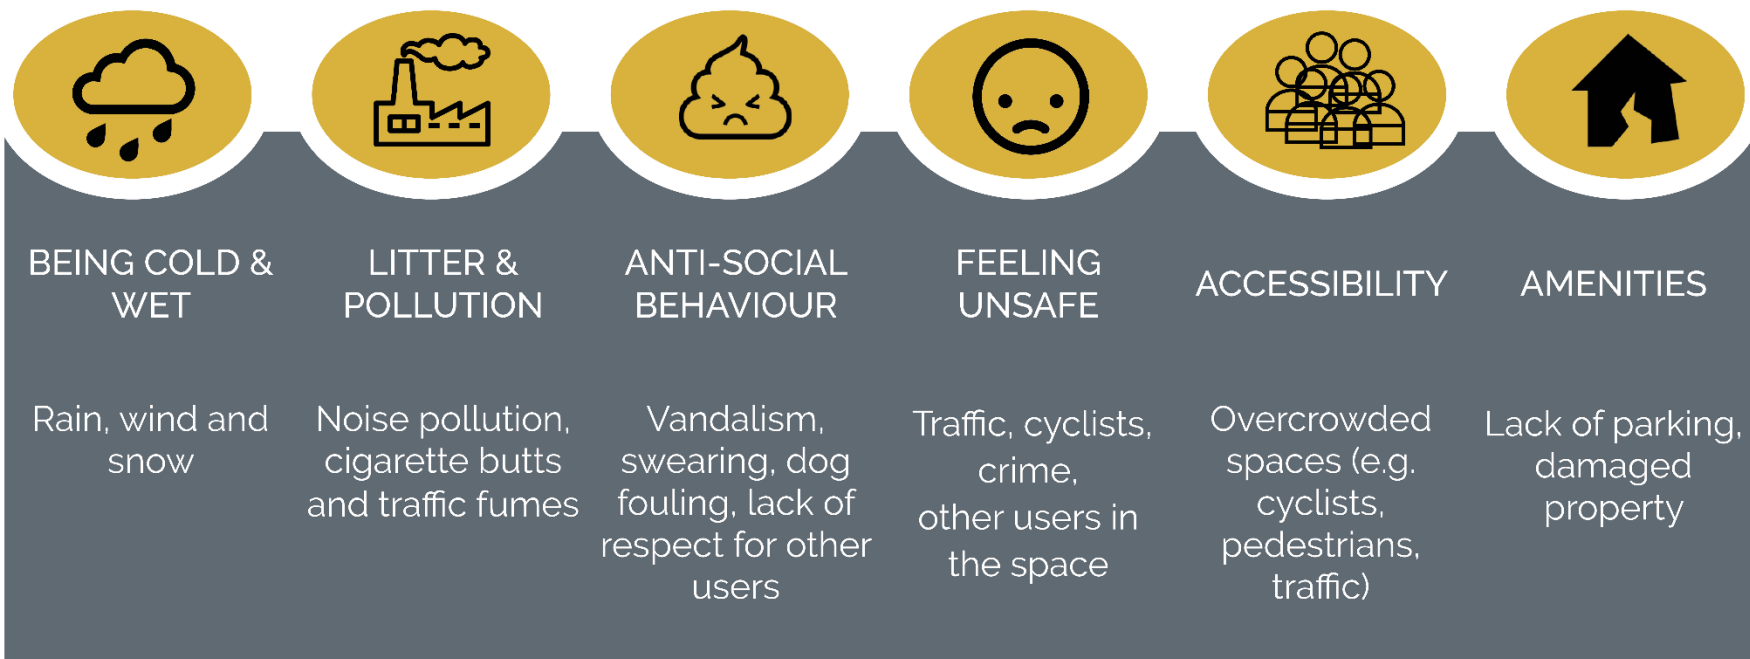 BEING COLD &
WET
Rain, wind and
snow
LITTER &
POLLUTION
Noise pollution,
cigarette butts
and traffic fumes
ANTI-SOCIAL
BEHAVIOUR
Vandalism,
swearing, dog
fouling, lack of
respect for other
users
FEELING
UNSAFE
Traffic, cyclists,
crime,
other users in
the space
ACCESSIBILITY
Overcrowded
spaces (e.g.
cyclists,
pedestrians,
traffic)
AMENITIES
Lack of parking,
damaged
property